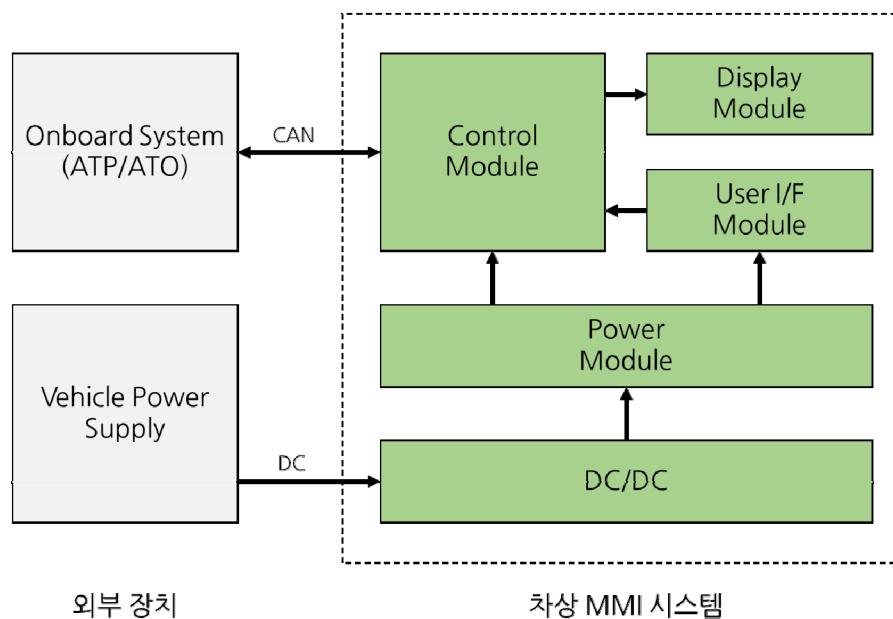 Onboard System
(ATP/ATO)
CAN
Control
Module
Display
Module
User I/F
Module
Power
Module
Vehicle Power
Supply
DC
DC/DC
외부 장치
차상 MMI 시스템